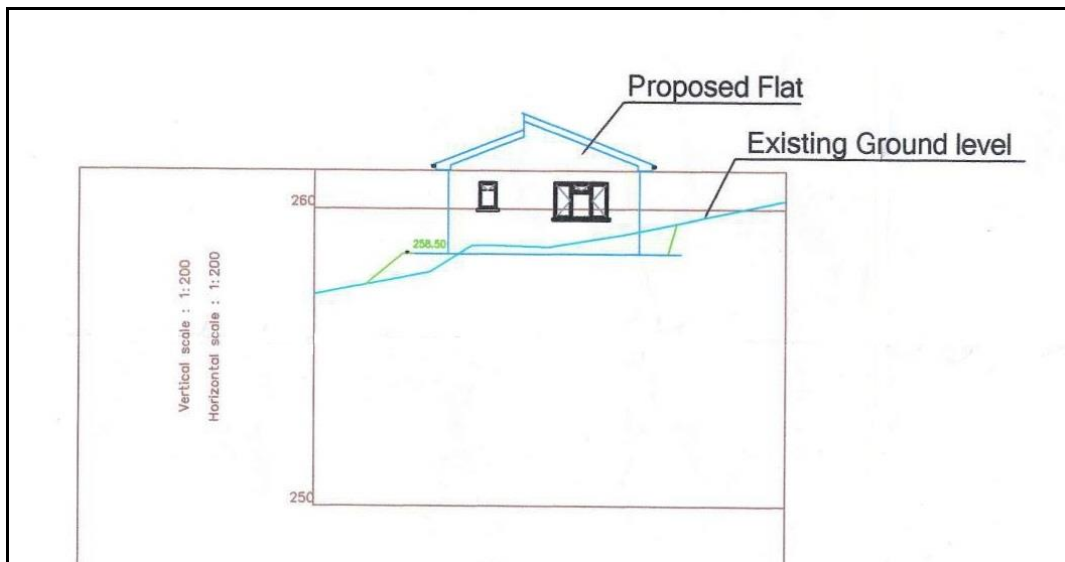 Proposed Flat
Existing Ground level
260
258.50
Vertical scale : 1:200
Horizontal scale : 1:200
250